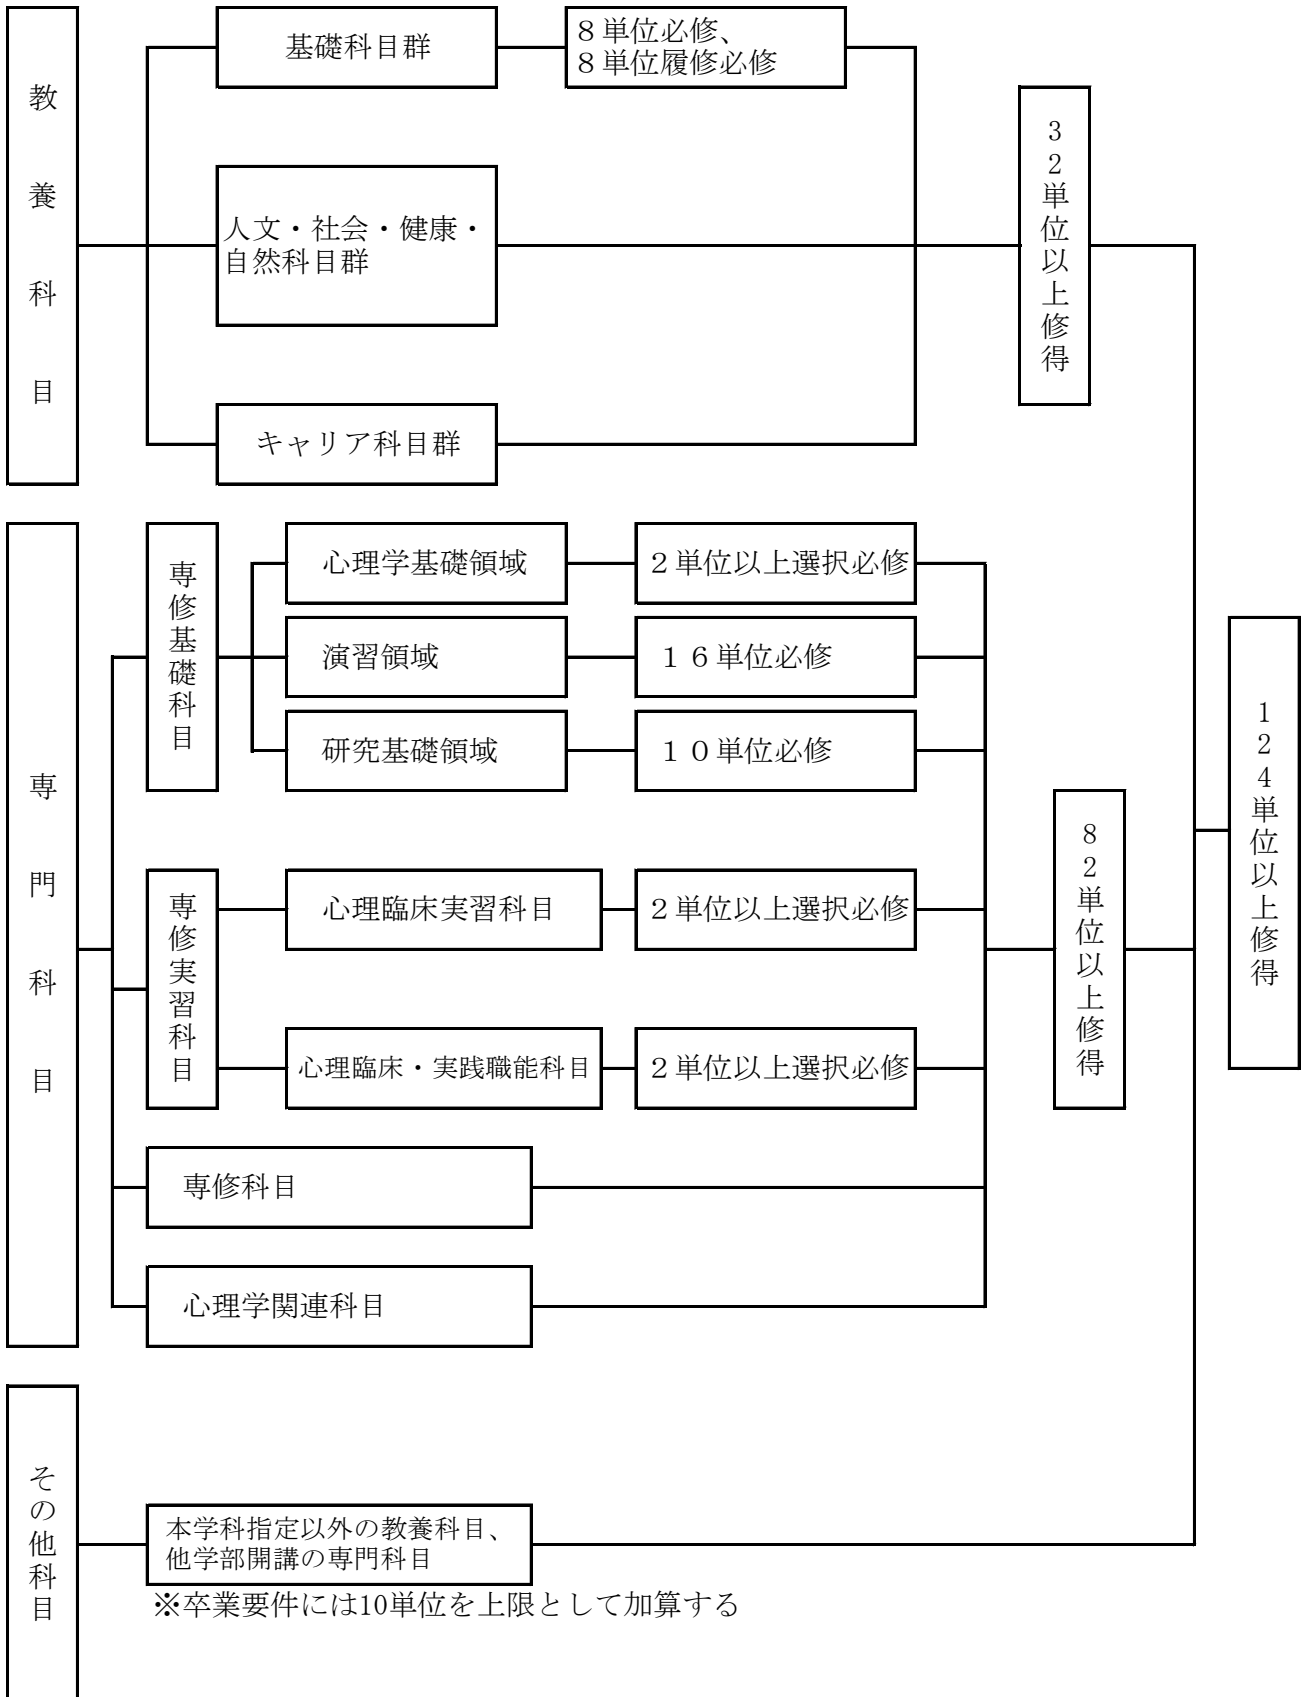 教養科目
基礎科目群
８単位必修、
８単位履修必修
人文・社会・健康・
自然科目群
キャリア科目群
32単位以上修得
専門科目
専修基礎科目
心理学基礎領域
２単位以上選択必修
演習領域
１６単位必修
研究基礎領域
１０単位必修
専修実習科目
心理臨床実習科目
２単位以上選択必修
心理臨床・実践職能科目
２単位以上選択必修
専修科目
心理学関連科目
82単位以上修得
124単位以上修得
その他科目
本学科指定以外の教養科目、
他学部開講の専門科目
※卒業要件には10単位を上限として加算する